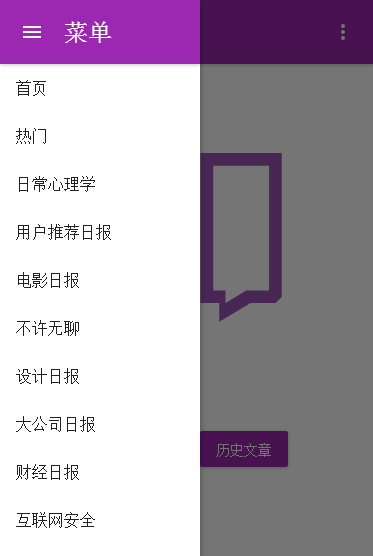 菜单
首页
热门
日常心理学
用户推荐日报
电影日报
不许无聊
设计日报
大公司日报
财经日报
互联网安全
历史文章